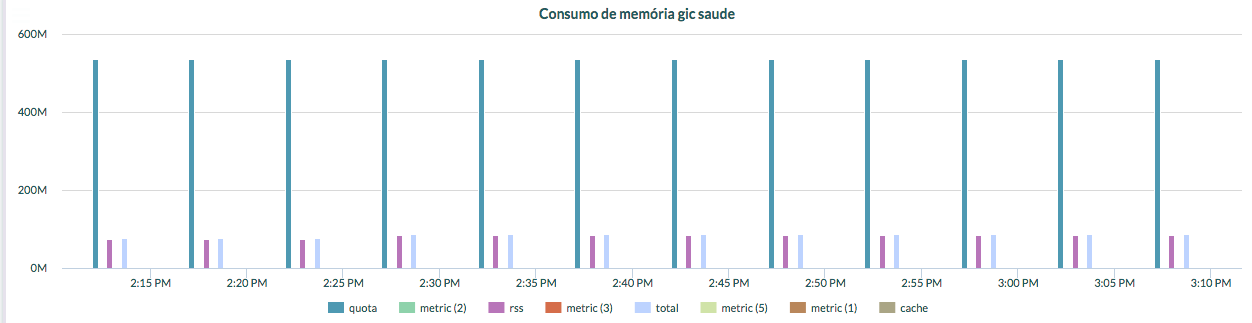 Consumo de memória gic saude
600M
400M
200M
0M
2:15 PM 2:20 PM 2:25 PM 2:30 PM 2:35 PM 2:40 PM 2:45 PM 2:50 PM 2:55 PM 3:00 PM 3:05 PM 3:10 PM
quota metric (2) rss metric (3) total metric (5) metric (1) cache